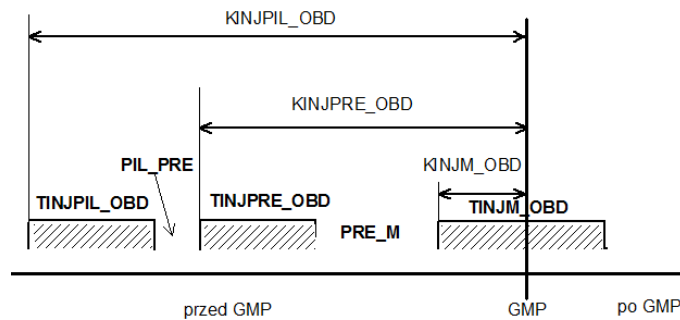 KINJPIL_OBD
KINJPRE_OBD
PIL_PRE
KINJM_OBD
TINJPIL_OBD
TINJPRE_OBD
TINJM_OBD
PRE_M
przed GMP
GMP
po GMP